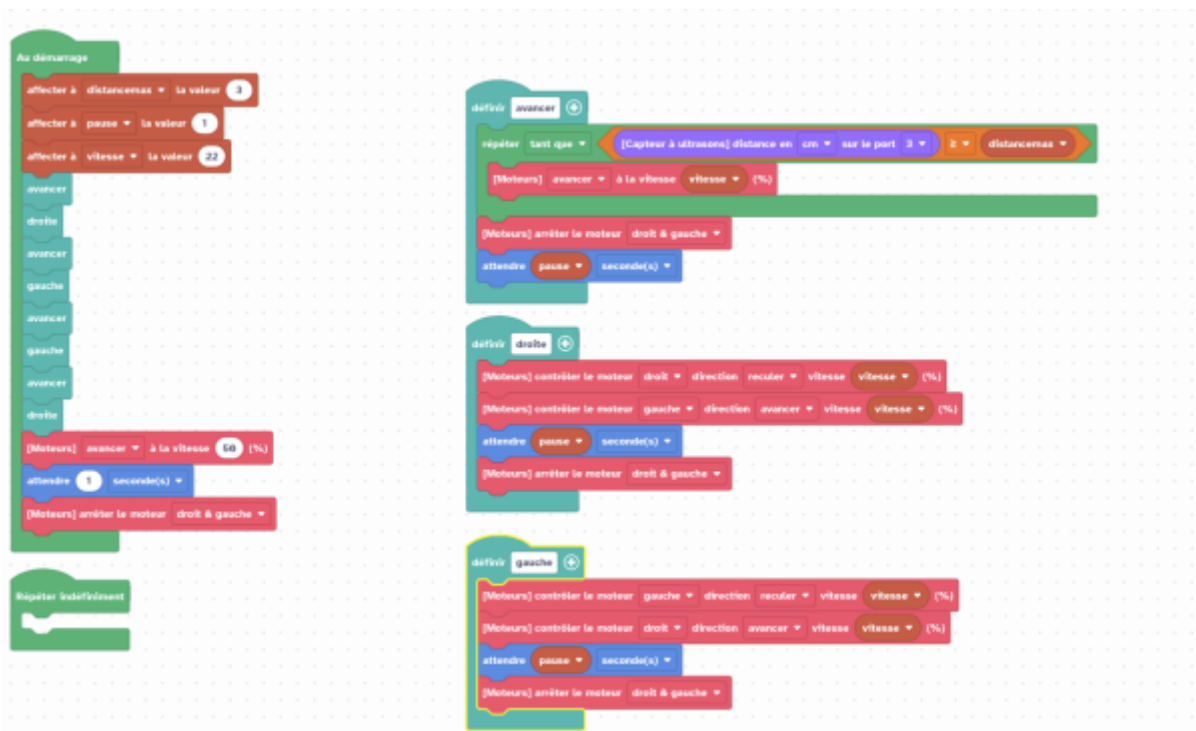 Au démarrage
affecter à distancemax la valeur 3
affecter à pause la valeur 1
affecter à vitesse la valeur 22
avancer
droite
avancer
gauche
avancer
gauche
avancer
droite
[Moteurs] avancer à la vitesse 50 (%)
attendre 1 seconde(s)
[Moteurs] arrêter le moteur droit & gauche
Répéter indéfiniment
définir avancer
répéter tant que [Capteur à ultrasons] distance en cm sur le port 3 ≥ distancemax
[Moteurs] avancer à la vitesse vitesse (%)
[Moteurs] arrêter le moteur droit & gauche
attendre pause seconde(s)
définir droite
[Moteurs] contrôler le moteur droit direction reculer vitesse vitesse (%)
[Moteurs] contrôler le moteur gauche direction avancer vitesse vitesse (%)
attendre pause seconde(s)
[Moteurs] arrêter le moteur droit & gauche
définir gauche
[Moteurs] contrôler le moteur gauche direction reculer vitesse vitesse (%)
[Moteurs] contrôler le moteur droit direction avancer vitesse vitesse (%)
attendre pause seconde(s)
[Moteurs] arrêter le moteur droit & gauche